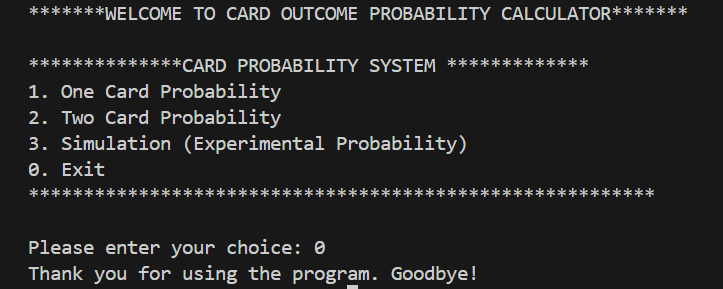 *******WELCOME TO CARD OUTCOME PROBABILITY CALCULATOR*******
**************CARD PROBABILITY SYSTEM *************
1. One Card Probability
2. Two Card Probability
3. Simulation (Experimental Probability)
0. Exit
*********************************************************
Please enter your choice: 0
Thank you for using the program. Goodbye!